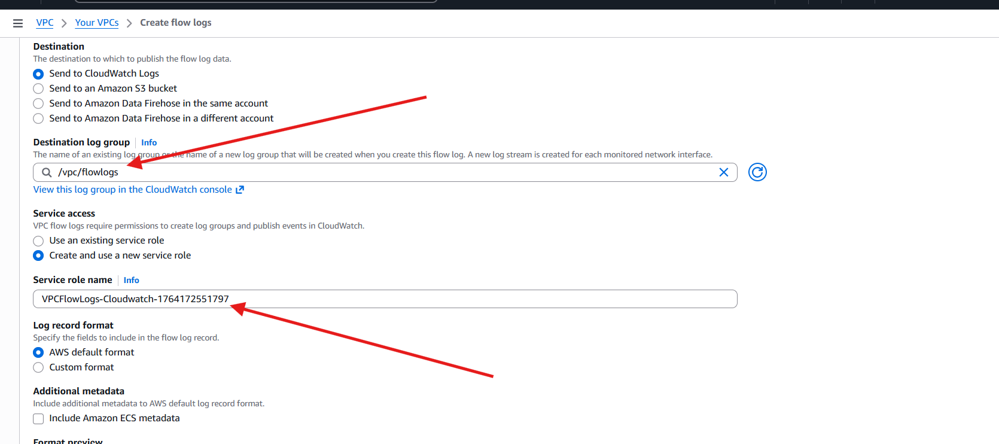 VPC > Your VPCs > Create flow logs
Destination
The destination to which to publish the flow log data.
Send to CloudWatch Logs
Send to an Amazon S3 bucket
Send to Amazon Data Firehose in the same account
Send to Amazon Data Firehose in a different account
Destination log group Info
The name of an existing log group or the name of a new log group that will be created when you create this flow log. A new log stream is created for each monitored network interface.
/vpc/flowlogs
View this log group in the CloudWatch console
Service access
VPC flow logs require permissions to create log groups and publish events in CloudWatch.
Use an existing service role
Create and use a new service role
Service role name Info
VPCFlowLogs-Cloudwatch-1764172551797
Log record format
Specify the fields to include in the flow log record.
AWS default format
Custom format
Additional metadata
Include additional metadata to AWS default log record format.
Include Amazon ECS metadata
Format preview